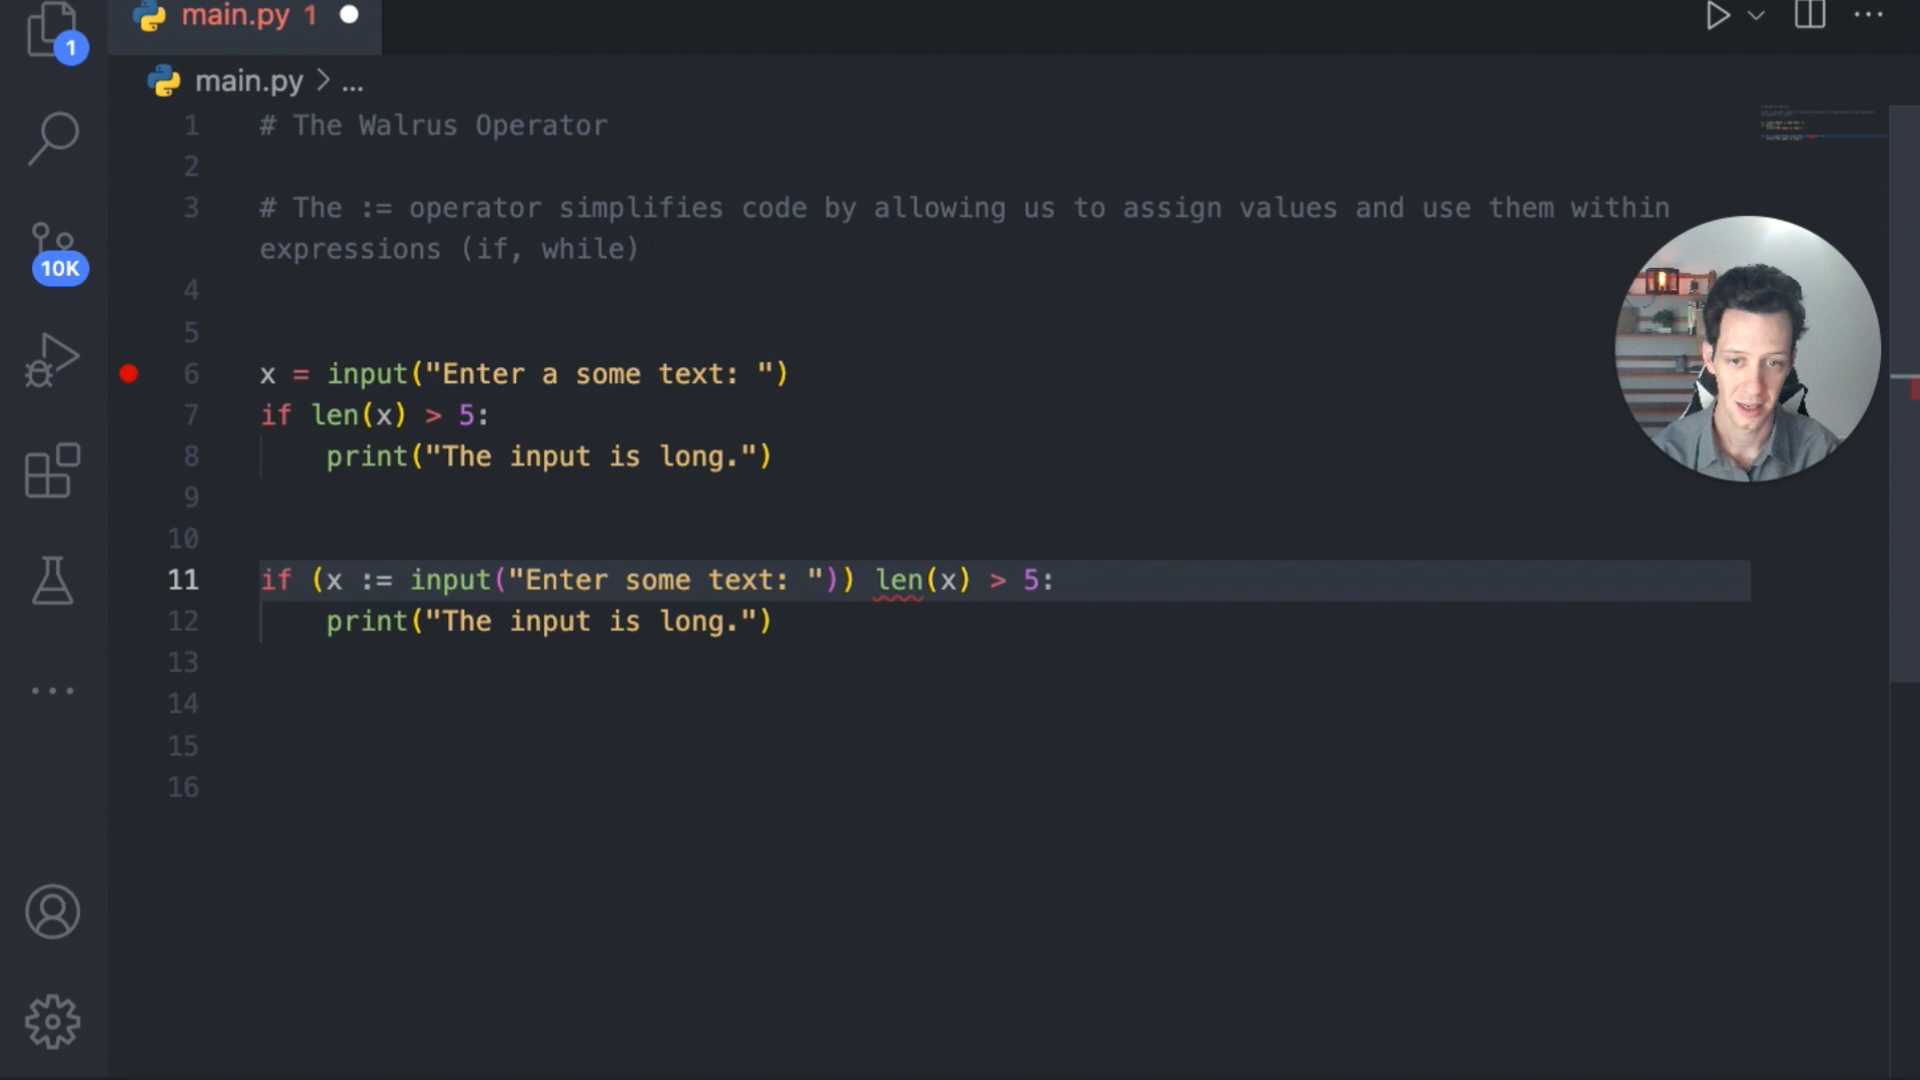 main.py 1
1
main.py > ...
1 # The Walrus Operator
2
3 # The := operator simplifies code by allowing us to assign values and use them within
expressions (if, while)
10K
4
5
6 x = input("Enter a some text: ")
7 if len(x) > 5:
8 print("The input is long.")
9
10
11 if (x := input("Enter some text: ")) len(x) > 5:
12 print("The input is long.")
13
14
15
16